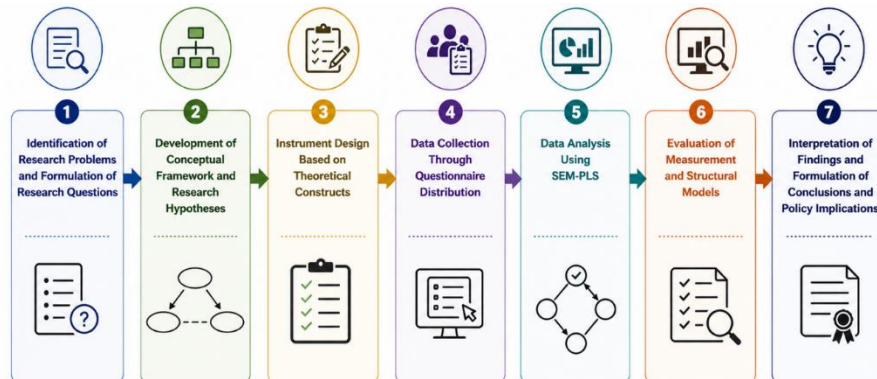 1
Identification of
Research Problems
and Formulation of
Research Questions
2
Development of
Conceptual
Framework and
Research
Hypotheses
3
Instrument Design
Based on
Theoretical
Constructs
4
Data Collection
Through
Questionnaire
Distribution
5
Data Analysis
Using
SEM-PLS
6
Evaluation of
Measurement
and Structural
Models
7
Interpretation of
Findings and
Formulation of
Conclusions and
Policy Implications
?